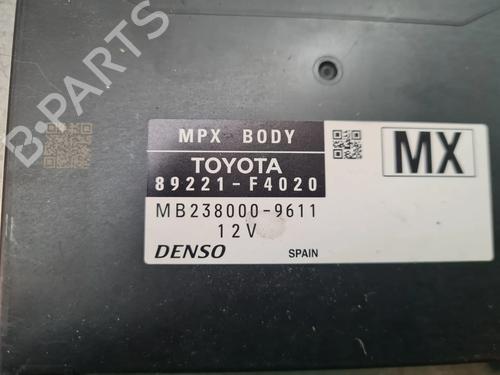 B-PARTS
MPX BODY
TOYOTA
89221-F4020
MB238000-9611
12V
DENSO
SPAIN
MX